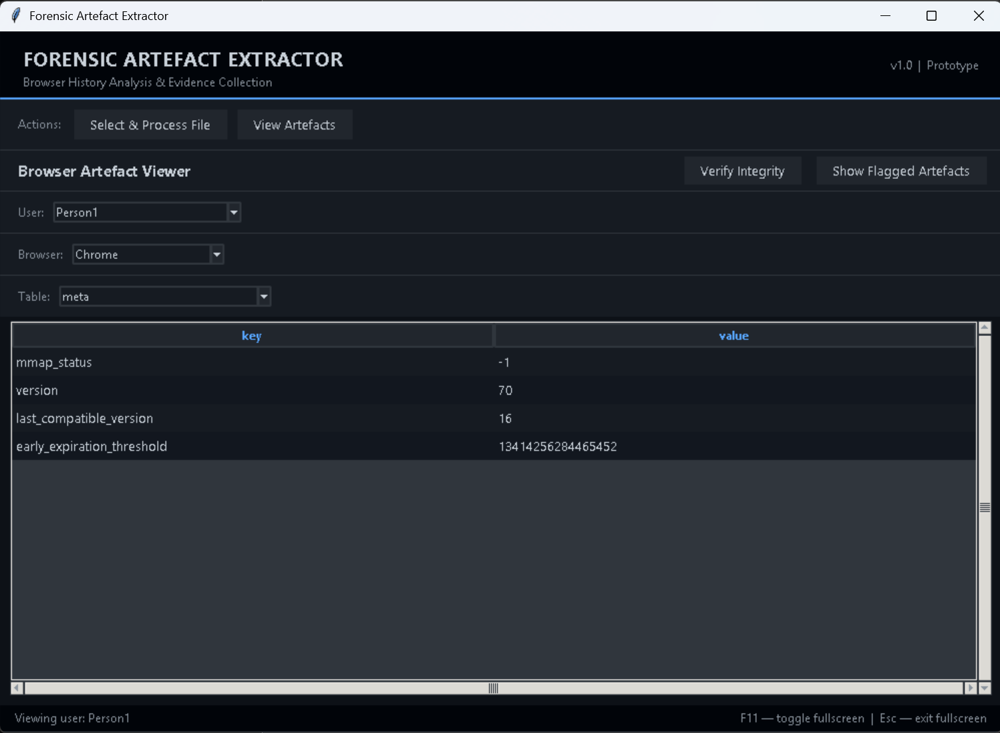 Forensic Artefact Extractor
FORENSIC ARTEFACT EXTRACTOR
Browser History Analysis & Evidence Collection
v1.0 | Prototype
Actions: Select & Process File View Artefacts
Browser Artefact Viewer Verify Integrity Show Flagged Artefacts
User: Person1
Browser: Chrome
Table: meta
key value
mmap_status -1
version 70
last_compatible_version 16
early_expiration_threshold 13414256284465452
Viewing user: Person1 F11 — toggle fullscreen | Esc — exit fullscreen